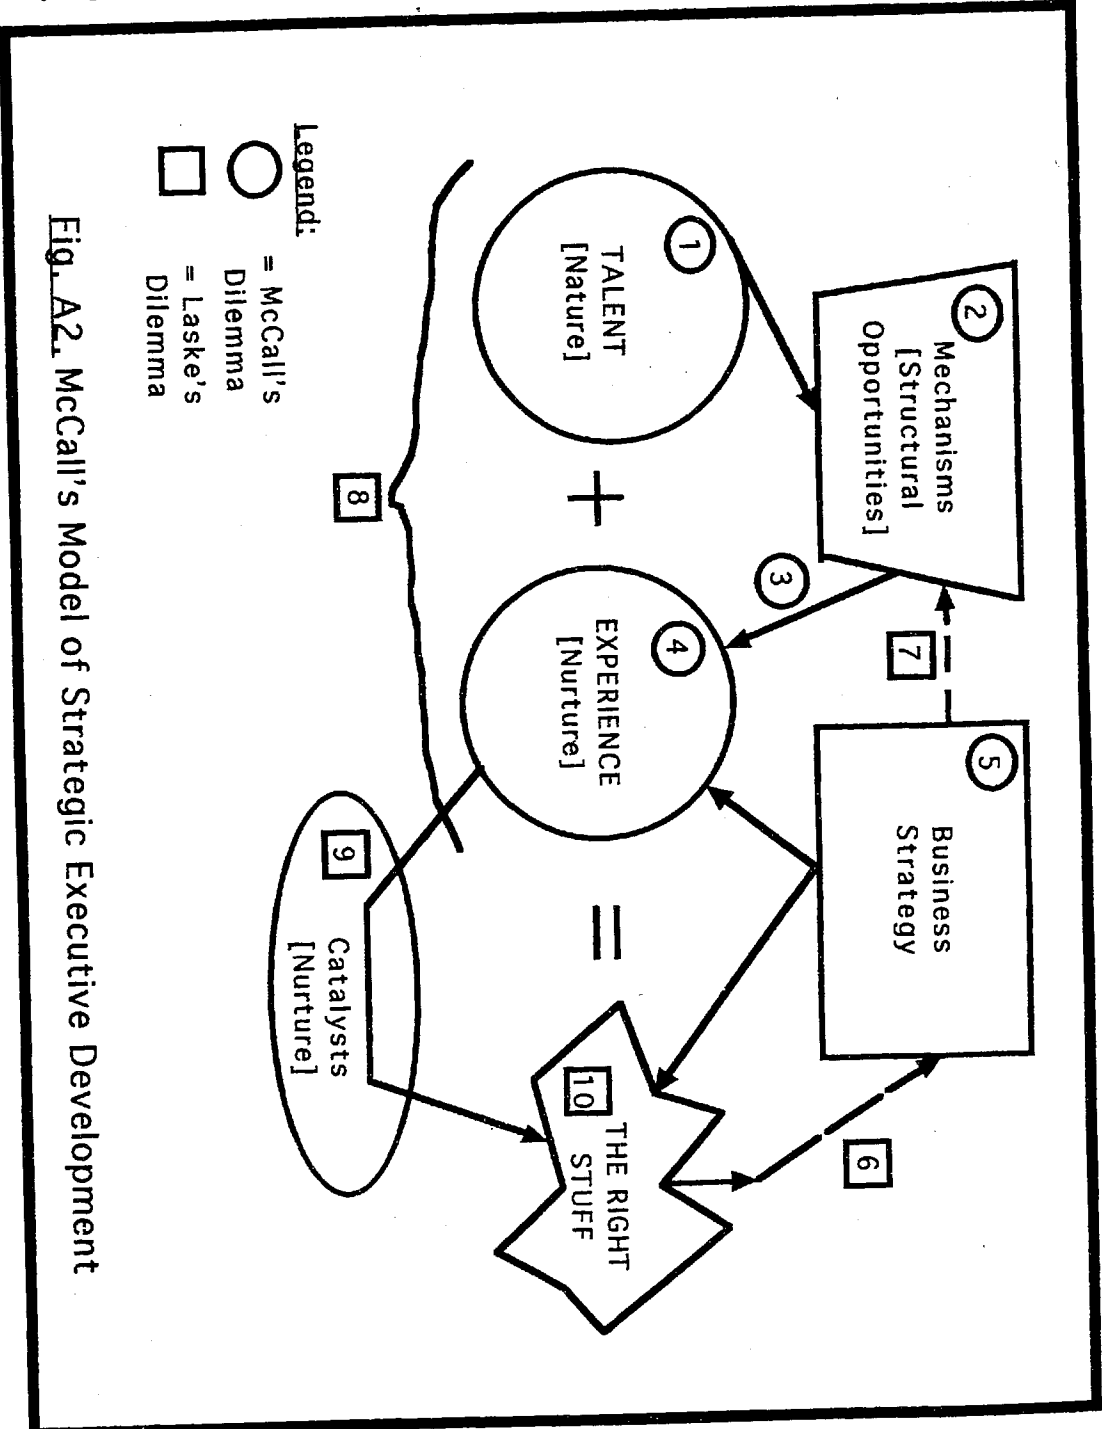 2
Mechanisms
[Structural
Opportunities]
5
Business
Strategy
7
6
3
1
TALENT
[Nature]
+
4
EXPERIENCE
[Nurture]
=
10
THE RIGHT
STUFF
8
9
Catalysts
[Nurture]
Legend:
= McCall's
Dilemma
= Laske's
Dilemma
Fig. A2. McCall's Model of Strategic Executive Development